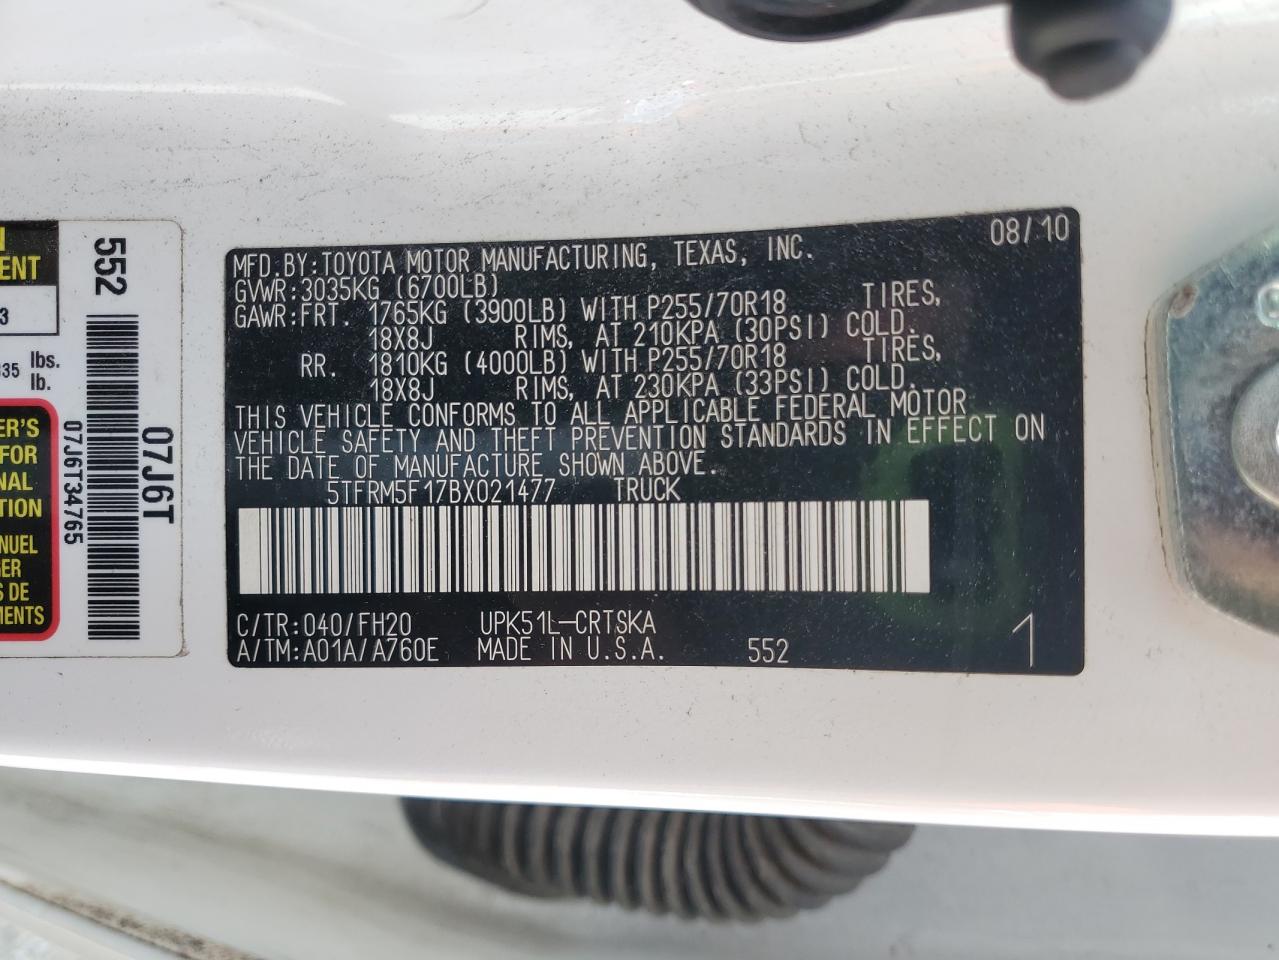 08/10
MFD.BY:TOYOTA MOTOR MANUFACTURING, TEXAS, INC.
GVWR:3035KG (6700LB)
GAWR:FRT. 1765KG (3900LB) WITH P255/70R18 TIRES,
18X8J RIMS, AT 210KPA (30PSI) COLD.
RR. 1810KG (4000LB) WITH P255/70R18 TIRES,
18X8J RIMS, AT 230KPA (33PSI) COLD.
THIS VEHICLE CONFORMS TO ALL APPLICABLE FEDERAL MOTOR
VEHICLE SAFETY AND THEFT PREVENTION STANDARDS IN EFFECT ON
THE DATE OF MANUFACTURE SHOWN ABOVE.
5TFRM5F17BX021477 TRUCK
C/TR:040/FH20 UPK51L-CRTSKA
A/TM:A01A/A760E MADE IN U.S.A. 552
1
552
07J6T
07J6T34765
lbs.
lb.
FOR